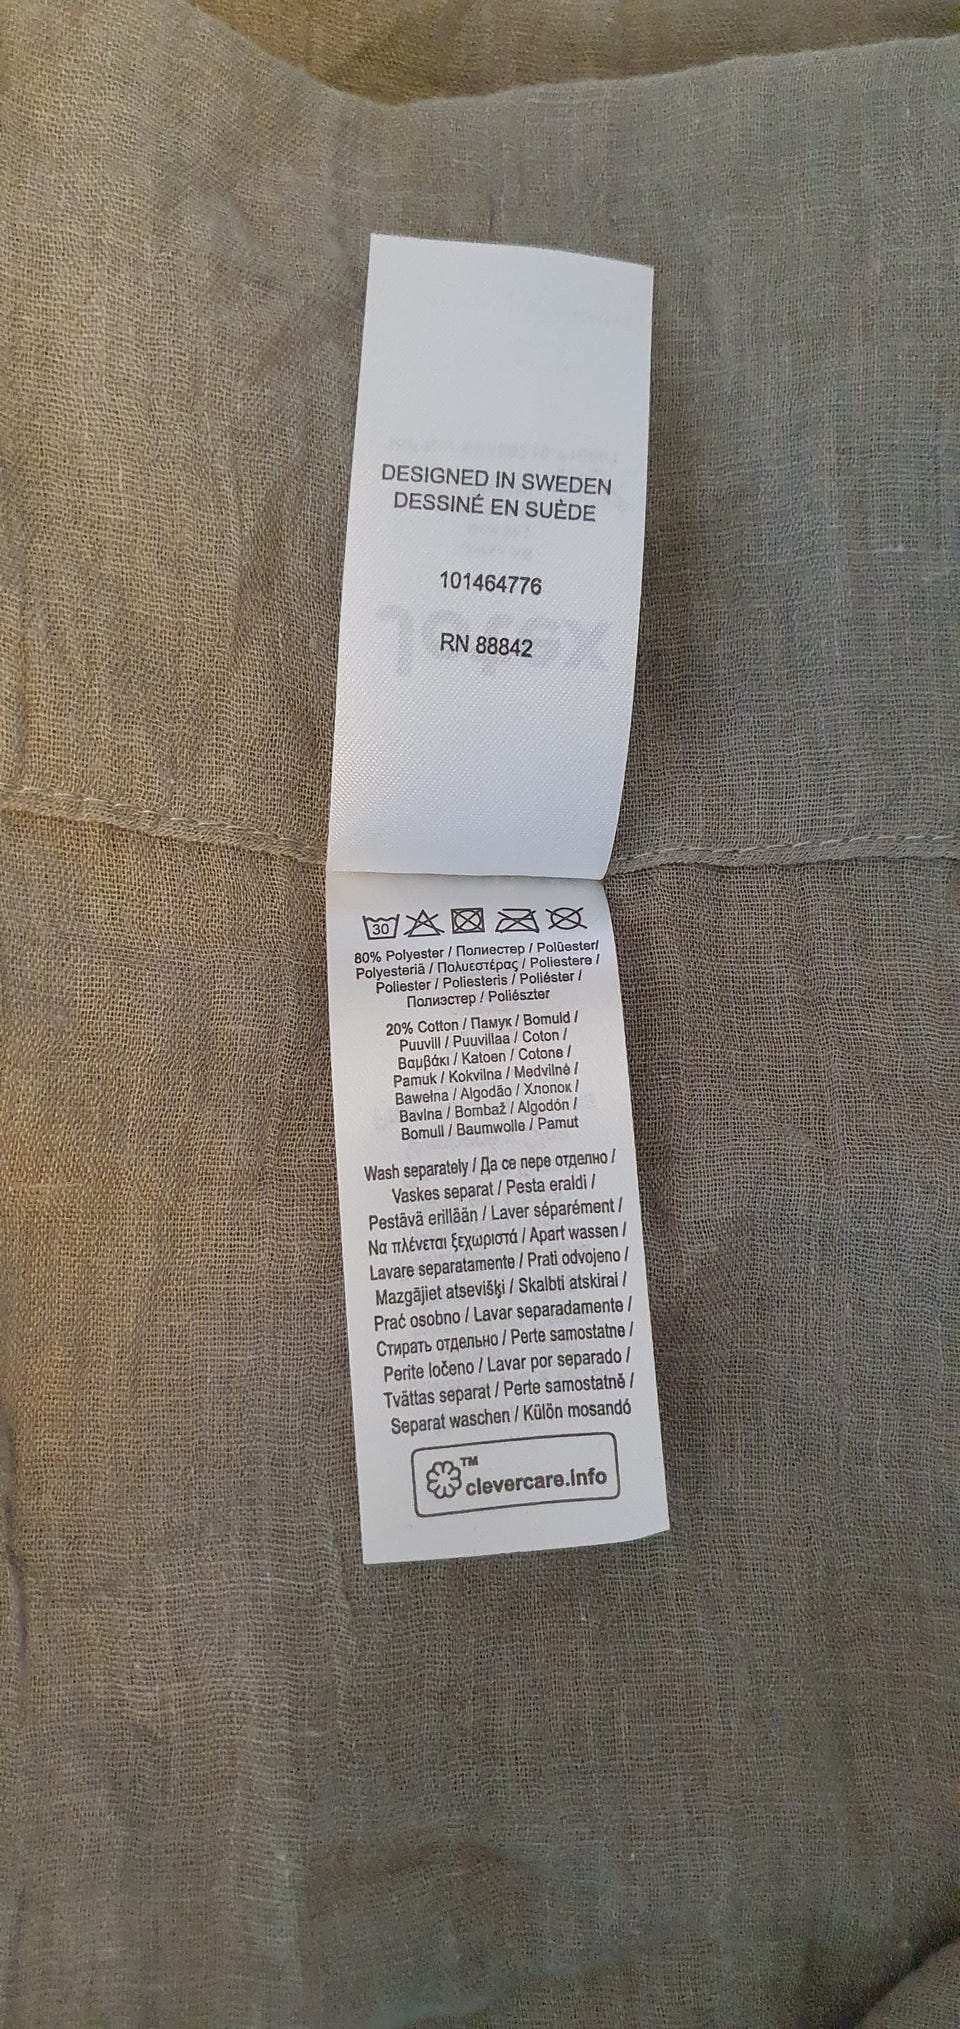 DESIGNED IN SWEDEN
DESSINÉ EN SUÈDE
101464776
RN 88842
30
80% Polyester / Полиестер / Polüester/
Polyesteriä / Πολυεστέρας / Poliestere /
Poliester / Poliesteris / Poliéster /
Полиэстер / Poliészter
20% Cotton / Памук / Bomuld /
Puuvill / Puuvillaa / Coton /
Βαμβάκι / Katoen / Cotone /
Pamuk / Kokvilna / Medvilnė /
Bawełna / Algodão / Хлопок /
Bavlna / Bombaž / Algodón /
Bomull / Baumwolle / Pamut
Wash separately / Да се пере отделно /
Vaskes separat / Pesta eraldi /
Pestävä erillään / Laver séparément /
Να πλένεται ξεχωριστά / Apart wassen /
Lavare separatamente / Prati odvojeno /
Mazgājiet atsevišķi / Skalbti atskirai /
Prać osobno / Lavar separadamente /
Стирать отдельно / Perte samostatne /
Perite ločeno / Lavar por separado /
Tvättas separat / Perte samostatně /
Separat waschen / Külön mosandó
TM
clevercare.info